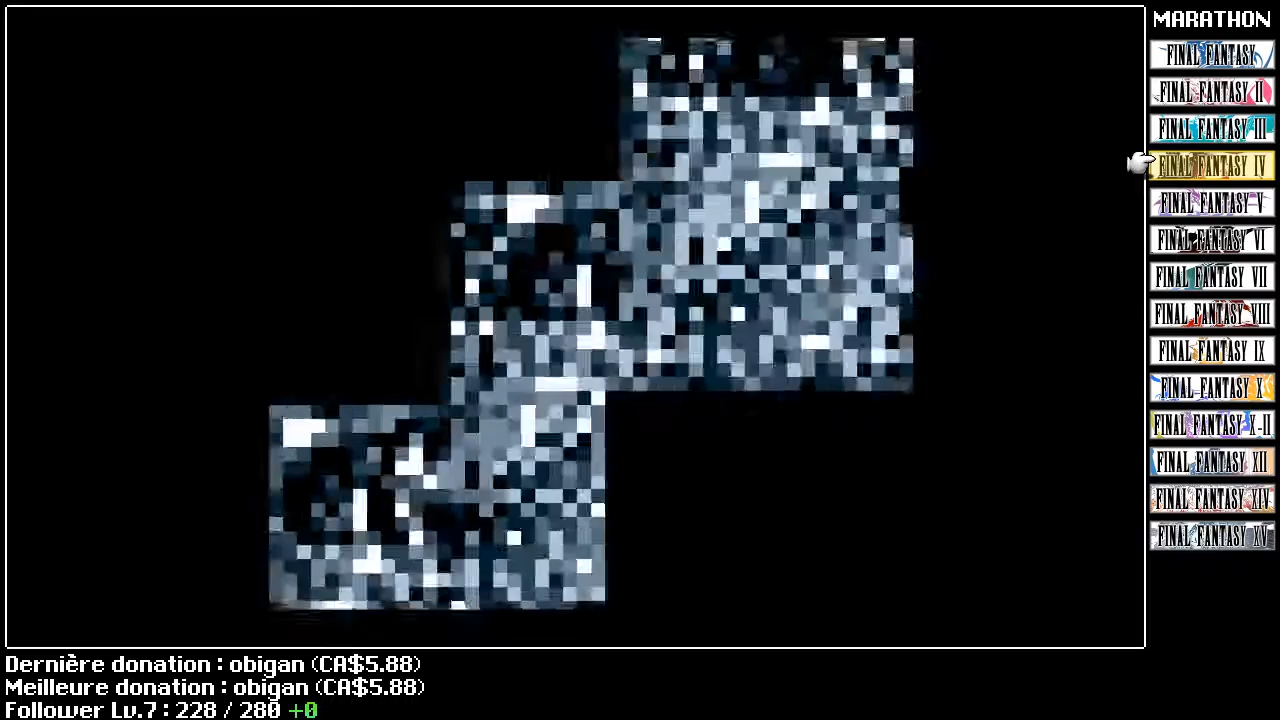 MARATHON
FINAL FANTASY
FINAL FANTASY II
FINAL FANTASY III
FINAL FANTASY IV
FINAL FANTASY V
FINAL FANTASY VI
FINAL FANTASY VII
FINAL FANTASY VIII
FINAL FANTASY IX
FINAL FANTASY X
FINAL FANTASY X-II
FINAL FANTASY XII
FINAL FANTASY XIV
FINAL FANTASY XV
Dernière donation : obigan (CA$5.88)
Meilleure donation : obigan (CA$5.88)
Follower Lv.7 : 228 / 280 +0